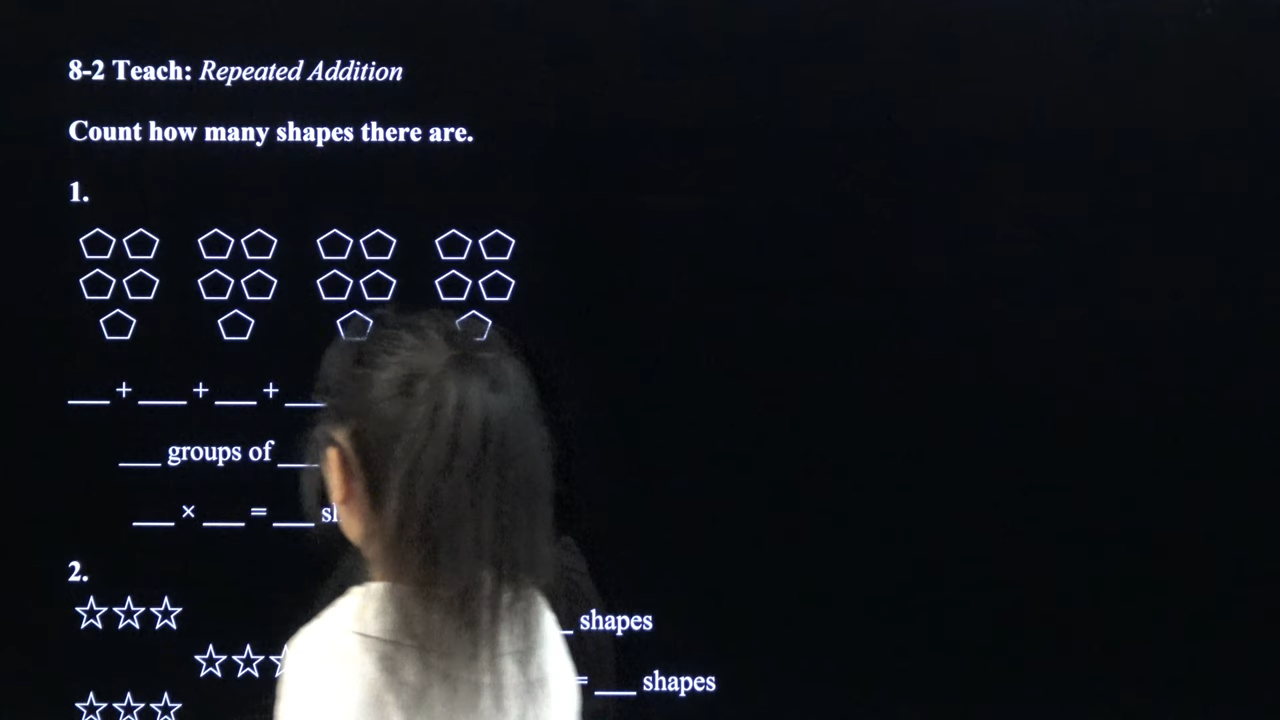 8-2 Teach: Repeated Addition
Count how many shapes there are.
1.
___ + ___ + ___ + ___
___ groups of ___
___ × ___ = ___
2.
shapes
= ___ shapes